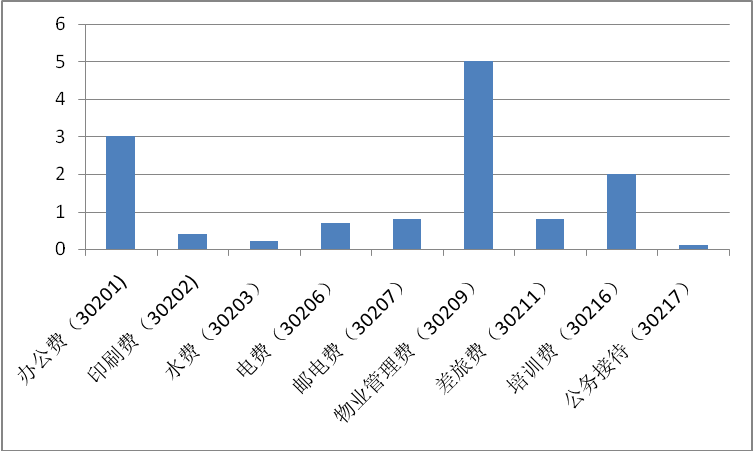 6
5
4
3
2
1
0
办公费（30201)
印刷费（30202)
水费（30203）
电费（30206）
邮电费（30207）
物业管理费（30209）
差旅费（30211）
培训费（30216）
公务接待（30217）